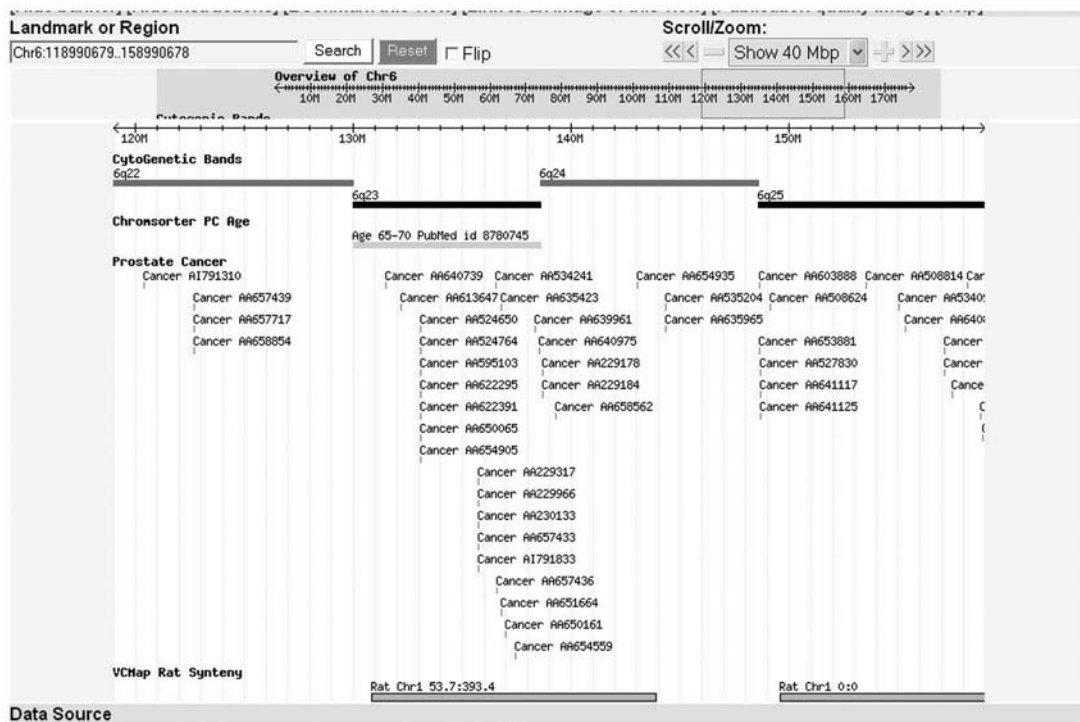 Landmark or Region
Scroll/Zoom:
Chr6:118990679..158990678 Search Reset Flip << < Show 40 Mbp > >>
Overview of Chr6
10M 20M 30M 40M 50M 60M 70M 80M 90M 100M 110M 120M 130M 140M 150M 160M 170M
120M 130M 140M 150M
CytoGenetic Bands
6q22 6q24
6q23 6q25
Chromsorter PC Age
Age 65-70 PubMed id 8780745
Prostate Cancer
Cancer AI791310 Cancer AA640739 Cancer AA534241 Cancer AA654935 Cancer AA603888 Cancer AA508814
Cancer AA657439 Cancer AA613647 Cancer AA635423 Cancer AA535204 Cancer AA508624 Cancer
Cancer AA657717 Cancer AA524650 Cancer AA639961 Cancer AA635965 Cancer
Cancer AA658854 Cancer AA524764 Cancer AA640975 Cancer AA653881 Cancer
Cancer AA595103 Cancer AA229178 Cancer AA527830 Cancer
Cancer AA622295 Cancer AA229184 Cancer AA641117
Cancer AA622391 Cancer AA658562 Cancer AA641125
Cancer AA650065
Cancer AA654905
Cancer AA229317
Cancer AA229966
Cancer AA230133
Cancer AA657433
Cancer AI791833
Cancer AA657436
Cancer AA651664
Cancer AA650161
Cancer AA654559
VCMap Rat Synteny
Rat Chr1 53.7:393.4 Rat Chr1 0:0
Data Source